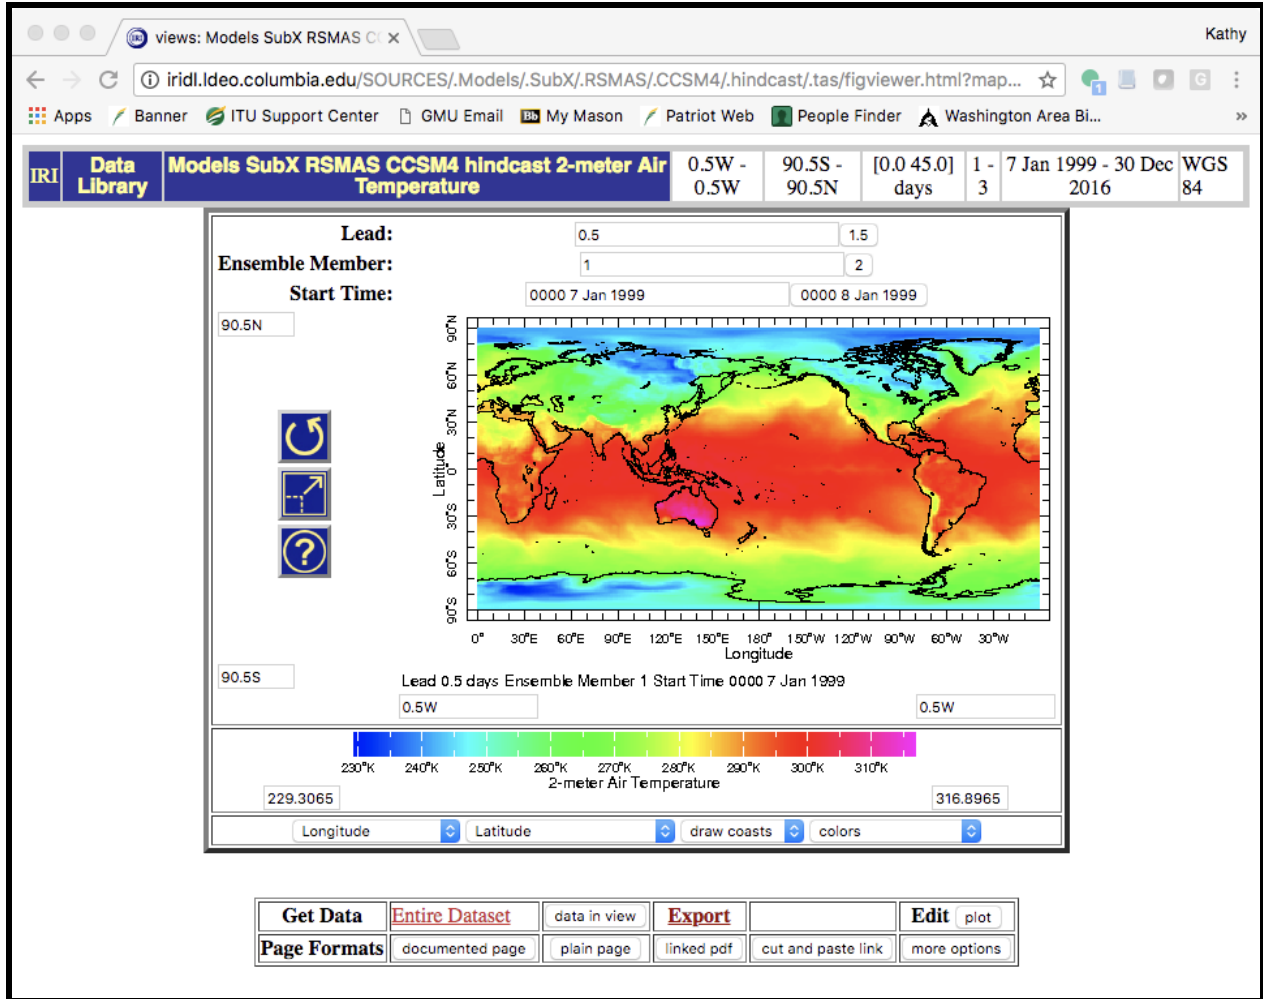 views: Models SubX RSMAS CC
Kathy
iridl.ldeo.columbia.edu/SOURCES/.Models/.SubX/.RSMAS/.CCSM4/.hindcast/.tas/figviewer.html?map...
1
G
Apps Banner ITU Support Center GMU Email Bb My Mason Patriot Web People Finder Washington Area Bi... »
IRI
Data Library
Models SubX RSMAS CCSM4 hindcast 2-meter Air Temperature
0.5W - 0.5W
90.5S - 90.5N
[0.0 45.0] days
1 - 3
7 Jan 1999 - 30 Dec 2016
WGS 84
Lead: 0.5 1.5
Ensemble Member: 1 2
Start Time: 0000 7 Jan 1999 0000 8 Jan 1999
90.5N
90°N
60°N
30°N
0°
30°S
60°S
90°S
Latitude
0° 30°E 60°E 90°E 120°E 150°E 180° 150°W 120°W 90°W 60°W 30°W
Longitude
90.5S
Lead 0.5 days Ensemble Member 1 Start Time 0000 7 Jan 1999
0.5W 0.5W
230°K 240°K 250°K 260°K 270°K 280°K 290°K 300°K 310°K
2-meter Air Temperature
229.3065 316.8965
Longitude Latitude draw coasts colors
Get Data Entire Dataset data in view Export Edit plot
Page Formats documented page plain page linked pdf cut and paste link more options